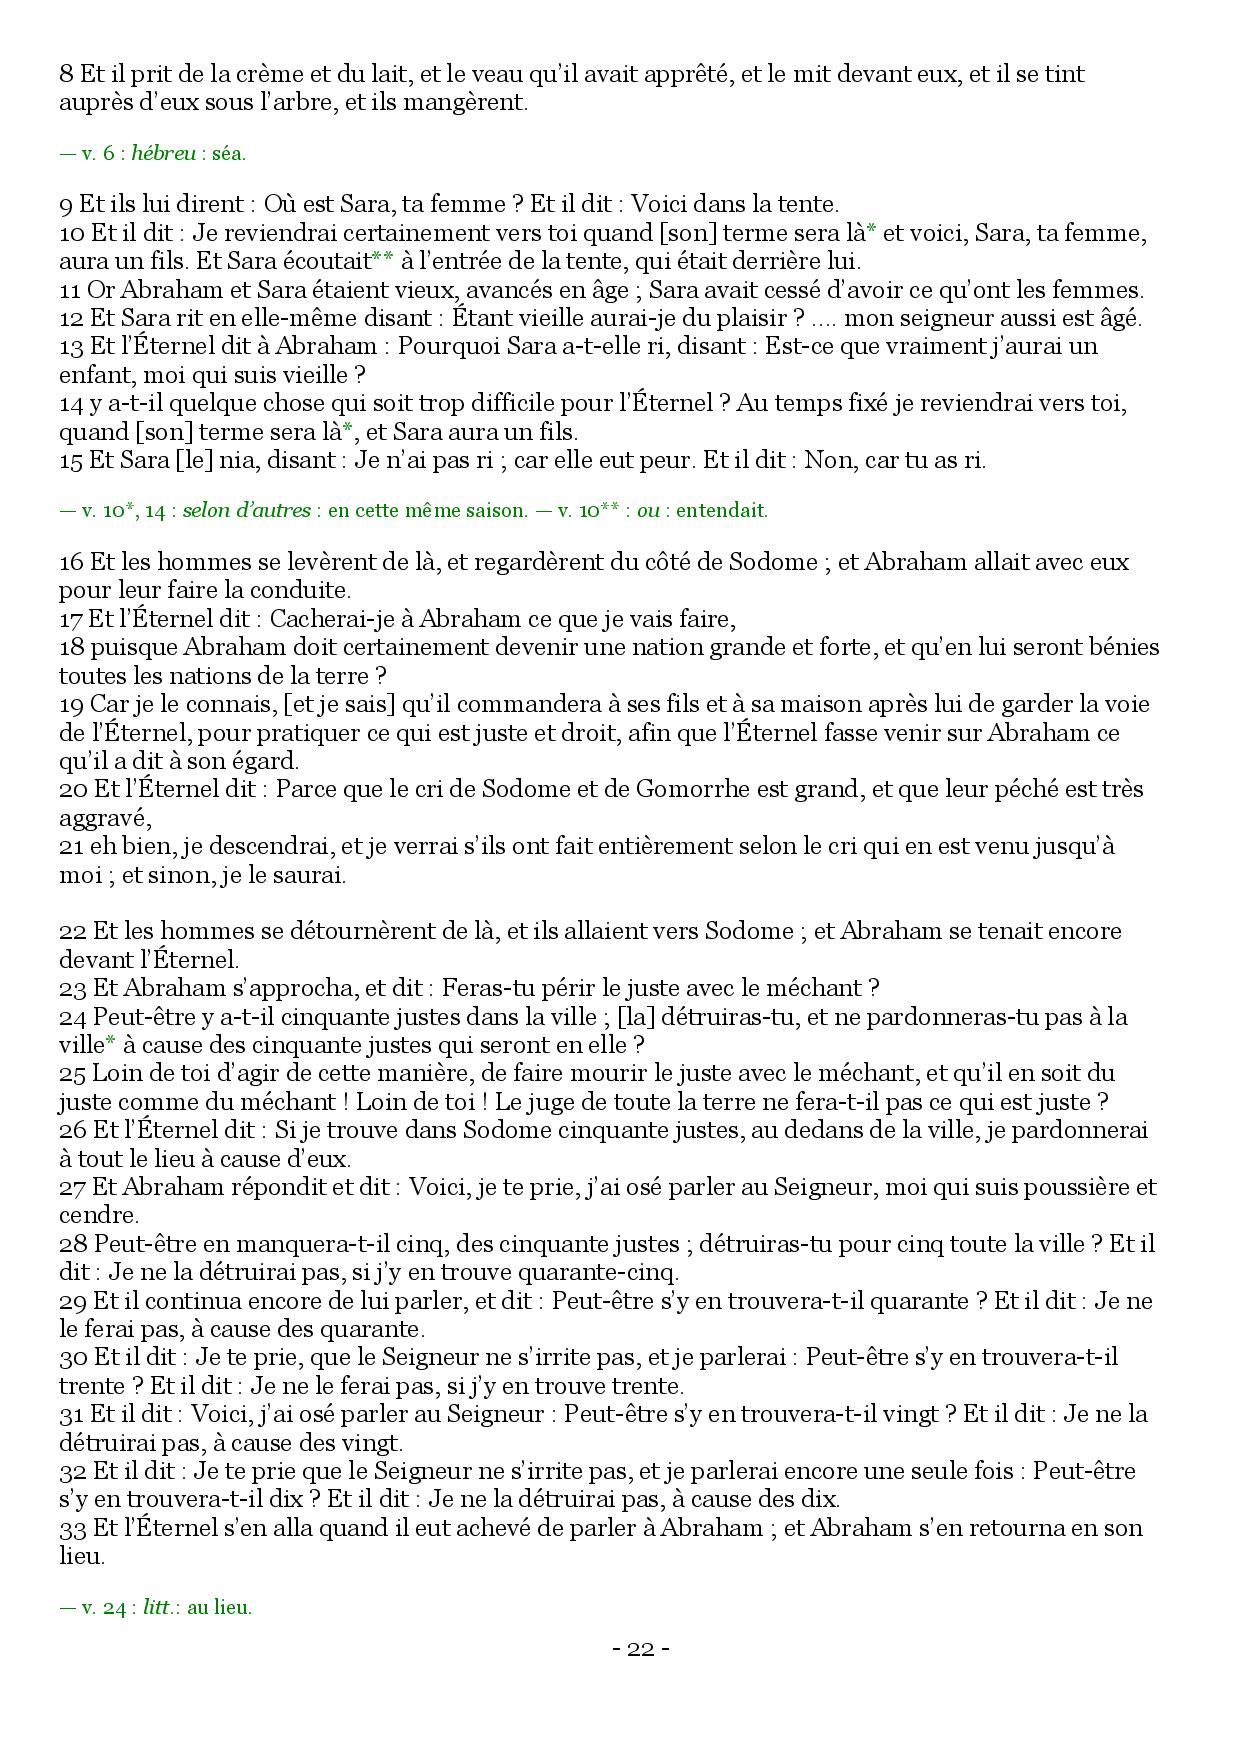 8 Et il prit de la crème et du lait, et le veau qu’il avait apprêté, et le mit devant eux, et il se tint
auprès d’eux sous l’arbre, et ils mangèrent.
— v. 6 : hébreu : séa.
9 Et ils lui dirent : Où est Sara, ta femme ? Et il dit : Voici dans la tente.
10 Et il dit : Je reviendrai certainement vers toi quand [son] terme sera là* et voici, Sara, ta femme,
aura un fils. Et Sara écoutait** à l’entrée de la tente, qui était derrière lui.
11 Or Abraham et Sara étaient vieux, avancés en âge ; Sara avait cessé d’avoir ce qu’ont les femmes.
12 Et Sara rit en elle-même disant : Étant vieille aurai-je du plaisir ? .... mon seigneur aussi est âgé.
13 Et l’Éternel dit à Abraham : Pourquoi Sara a-t-elle ri, disant : Est-ce que vraiment j’aurai un
enfant, moi qui suis vieille ?
14 y a-t-il quelque chose qui soit trop difficile pour l’Éternel ? Au temps fixé je reviendrai vers toi,
quand [son] terme sera là*, et Sara aura un fils.
15 Et Sara [le] nia, disant : Je n’ai pas ri ; car elle eut peur. Et il dit : Non, car tu as ri.
— v. 10*, 14 : selon d’autres : en cette même saison. — v. 10** : ou : entendait.
16 Et les hommes se levèrent de là, et regardèrent du côté de Sodome ; et Abraham allait avec eux
pour leur faire la conduite.
17 Et l’Éternel dit : Cacherai-je à Abraham ce que je vais faire,
18 puisque Abraham doit certainement devenir une nation grande et forte, et qu’en lui seront bénies
toutes les nations de la terre ?
19 Car je le connais, [et je sais] qu’il commandera à ses fils et à sa maison après lui de garder la voie
de l’Éternel, pour pratiquer ce qui est juste et droit, afin que l’Éternel fasse venir sur Abraham ce
qu’il a dit à son égard.
20 Et l’Éternel dit : Parce que le cri de Sodome et de Gomorrhe est grand, et que leur péché est très
aggravé,
21 eh bien, je descendrai, et je verrai s’ils ont fait entièrement selon le cri qui en est venu jusqu’à
moi ; et sinon, je le saurai.
22 Et les hommes se détournèrent de là, et ils allaient vers Sodome ; et Abraham se tenait encore
devant l’Éternel.
23 Et Abraham s’approcha, et dit : Feras-tu périr le juste avec le méchant ?
24 Peut-être y a-t-il cinquante justes dans la ville ; [la] détruiras-tu, et ne pardonneras-tu pas à la
ville* à cause des cinquante justes qui seront en elle ?
25 Loin de toi d’agir de cette manière, de faire mourir le juste avec le méchant, et qu’il en soit du
juste comme du méchant ! Loin de toi ! Le juge de toute la terre ne fera-t-il pas ce qui est juste ?
26 Et l’Éternel dit : Si je trouve dans Sodome cinquante justes, au dedans de la ville, je pardonnerai
à tout le lieu à cause d’eux.
27 Et Abraham répondit et dit : Voici, je te prie, j’ai osé parler au Seigneur, moi qui suis poussière et
cendre.
28 Peut-être en manquera-t-il cinq, des cinquante justes ; détruiras-tu pour cinq toute la ville ? Et il
dit : Je ne la détruirai pas, si j’y en trouve quarante-cinq.
29 Et il continua encore de lui parler, et dit : Peut-être s’y en trouvera-t-il quarante ? Et il dit : Je ne
le ferai pas, à cause des quarante.
30 Et il dit : Je te prie, que le Seigneur ne s’irrite pas, et je parlerai : Peut-être s’y en trouvera-t-il
trente ? Et il dit : Je ne le ferai pas, si j’y en trouve trente.
31 Et il dit : Voici, j’ai osé parler au Seigneur : Peut-être s’y en trouvera-t-il vingt ? Et il dit : Je ne la
détruirai pas, à cause des vingt.
32 Et il dit : Je te prie que le Seigneur ne s’irrite pas, et je parlerai encore une seule fois : Peut-être
s’y en trouvera-t-il dix ? Et il dit : Je ne la détruirai pas, à cause des dix.
33 Et l’Éternel s’en alla quand il eut achevé de parler à Abraham ; et Abraham s’en retourna en son
lieu.
— v. 24 : litt.: au lieu.
- 22 -